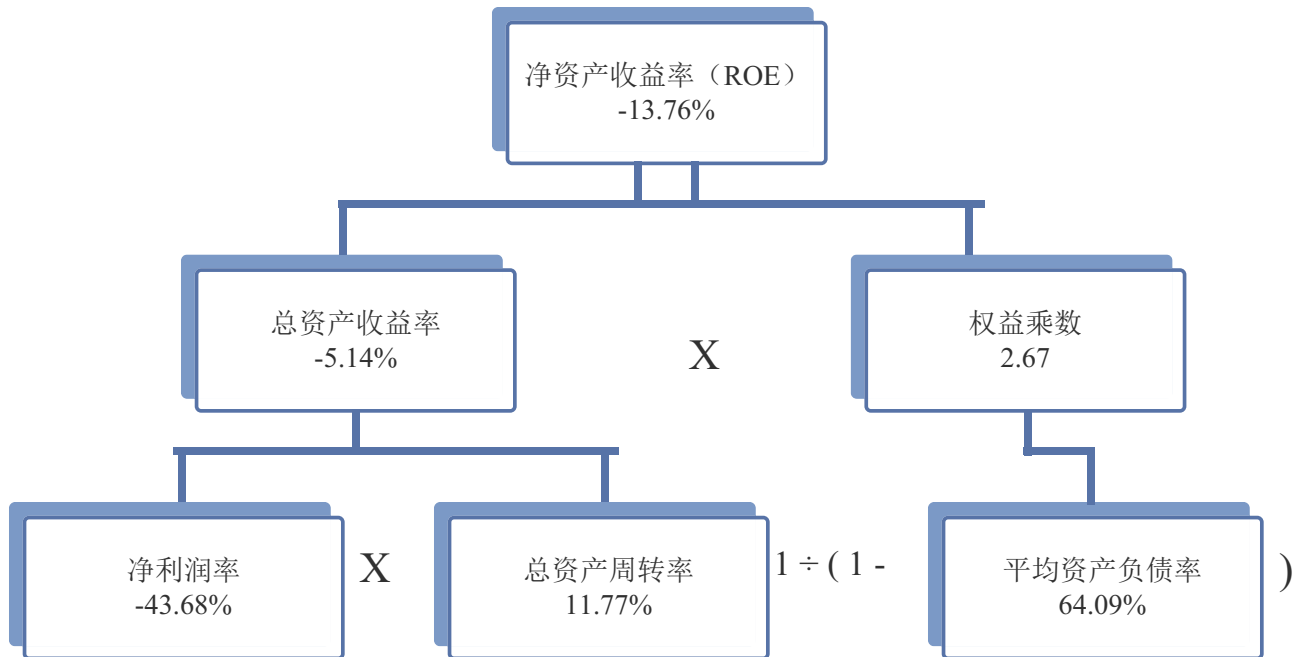 净资产收益率（ROE）
-13.76%
总资产收益率
-5.14%
X
权益乘数
2.67
净利润率
-43.68%
X
总资产周转率
11.77%
1 ÷ ( 1 -
平均资产负债率
64.09%
)